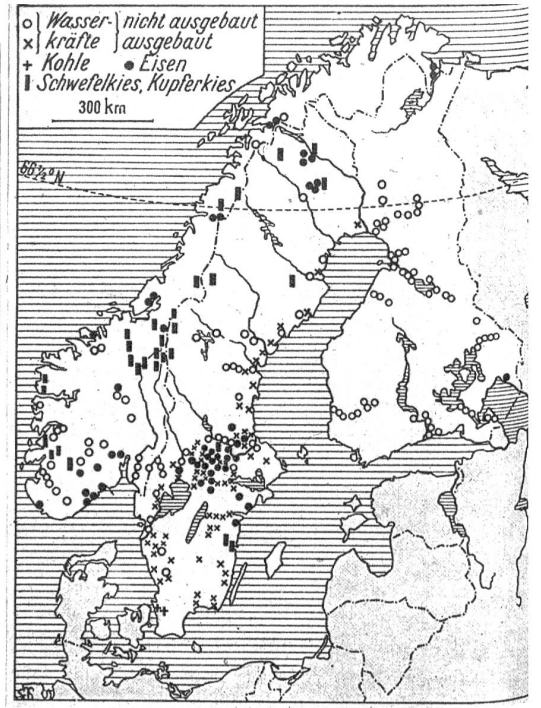 ○ Wasser- } nicht ausgebaut
× kräfte } ausgebaut
+ Kohle ● Eisen
▮ Schwefelkies, Kupferkies
300 km
66½° N